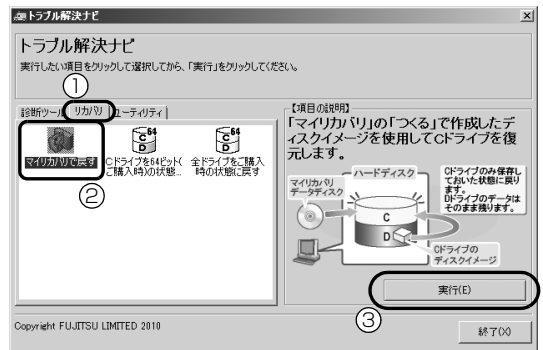 トラブル解決ナビ
トラブル解決ナビ
実行したい項目をクリックして選択してから、「実行」をクリックしてください。
①
診断ツール
リカバリ
ユーティリティ
マイリカバリで戻す
64
C
D
Cドライブを64ビット(
ご購入時)の状態...
64
C
D
全ドライブをご購入
時の状態に戻す
②
【項目の説明】
「マイリカバリ」の「つくる」で作成したデ
ィスクイメージを使用してCドライブを復
元します。
マイリカバリ
データディスク
ハードディスク
C
D
Cドライブのみ保存し
ておいた状態に戻り
ます。
Dドライブのデータは
そのまま残ります。
Cドライブの
ディスクイメージ
実行(E)
③
Copyright FUJITSU LIMITED 2010
終了(X)